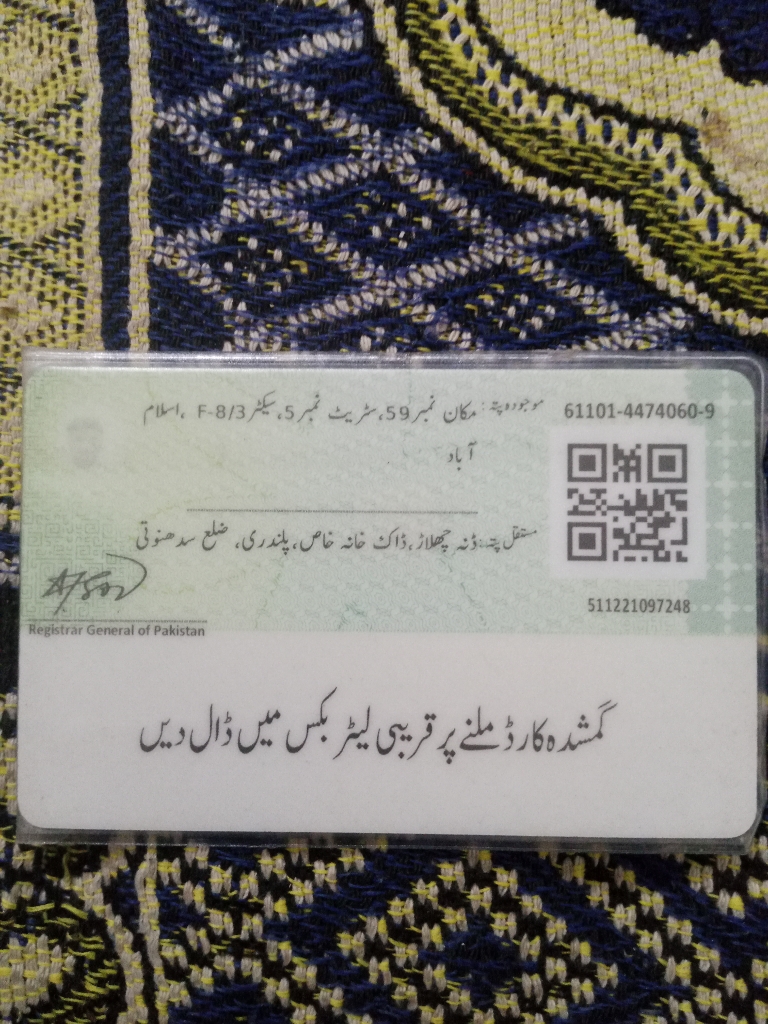 61101-4474060-9
موجودہ پتہ: مکان نمبر 59، سٹریٹ نمبر 5، سیکٹر F-8/3، اسلام
آباد
مستقل پتہ: ڈنہ چھلاڑ، ڈاک خانہ خاص، پلندری، ضلع سدھنوتی
511221097248
Registrar General of Pakistan
گمشدہ کارڈ ملنے پر قریبی لیٹر بکس میں ڈال دیں